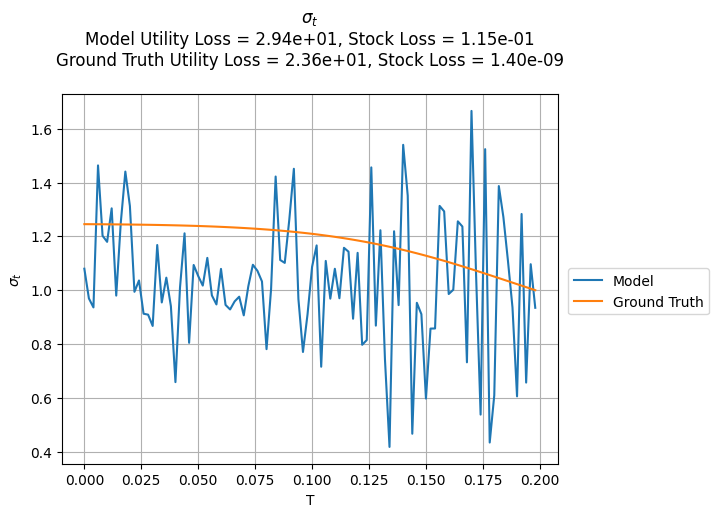 σₜ
Model Utility Loss = 2.94e+01, Stock Loss = 1.15e-01
Ground Truth Utility Loss = 2.36e+01, Stock Loss = 1.40e-09
1.6
1.4
1.2
1.0
0.8
0.6
0.4
σₜ
0.000 0.025 0.050 0.075 0.100 0.125 0.150 0.175 0.200
T
Model
Ground Truth